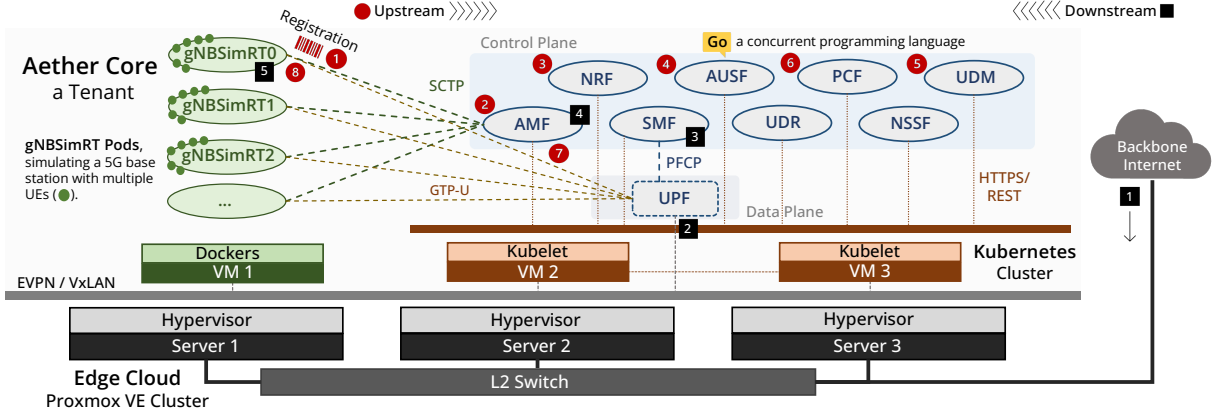 Upstream
Downstream
Registration
1
Control Plane
Go a concurrent programming language
Aether Core
a Tenant
gNBSimRT0
5
8
SCTP
3
NRF
4
AUSF
6
PCF
5
UDM
gNBSimRT1
2
AMF
4
SMF
3
UDR
NSSF
gNBSimRT Pods,
simulating a 5G base
station with multiple
UEs ( ).
gNBSimRT2
7
PFCP
Backbone
Internet
...
GTP-U
UPF
HTTPS/
REST
1
Data Plane
2
Dockers
VM 1
Kubelet
VM 2
Kubelet
VM 3
Kubernetes
Cluster
EVPN / VxLAN
Hypervisor
Server 1
Hypervisor
Server 2
Hypervisor
Server 3
Edge Cloud
Proxmox VE Cluster
L2 Switch